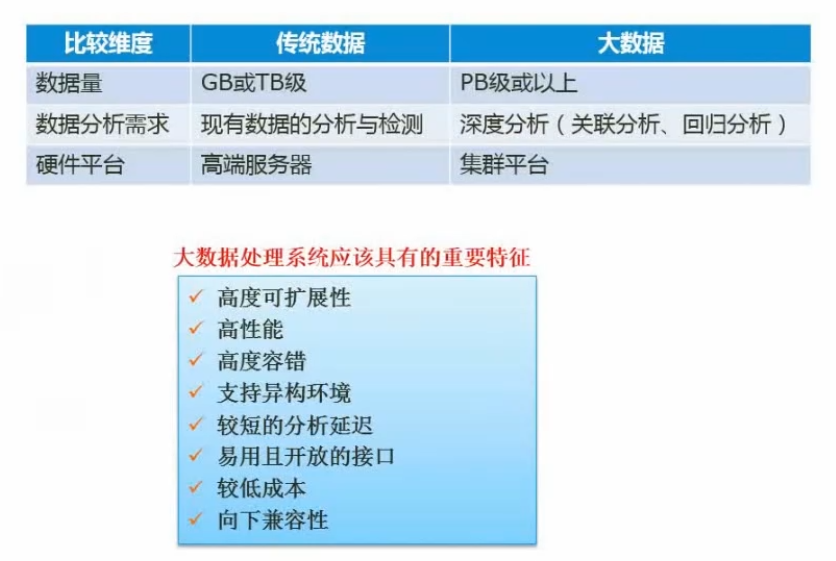 比较维度 传统数据 大数据
数据量 GB或TB级 PB级或以上
数据分析需求 现有数据的分析与检测 深度分析（关联分析、回归分析）
硬件平台 高端服务器 集群平台
大数据处理系统应该具有的重要特征
✓ 高度可扩展性
✓ 高性能
✓ 高度容错
✓ 支持异构环境
✓ 较短的分析延迟
✓ 易用且开放的接口
✓ 较低成本
✓ 向下兼容性